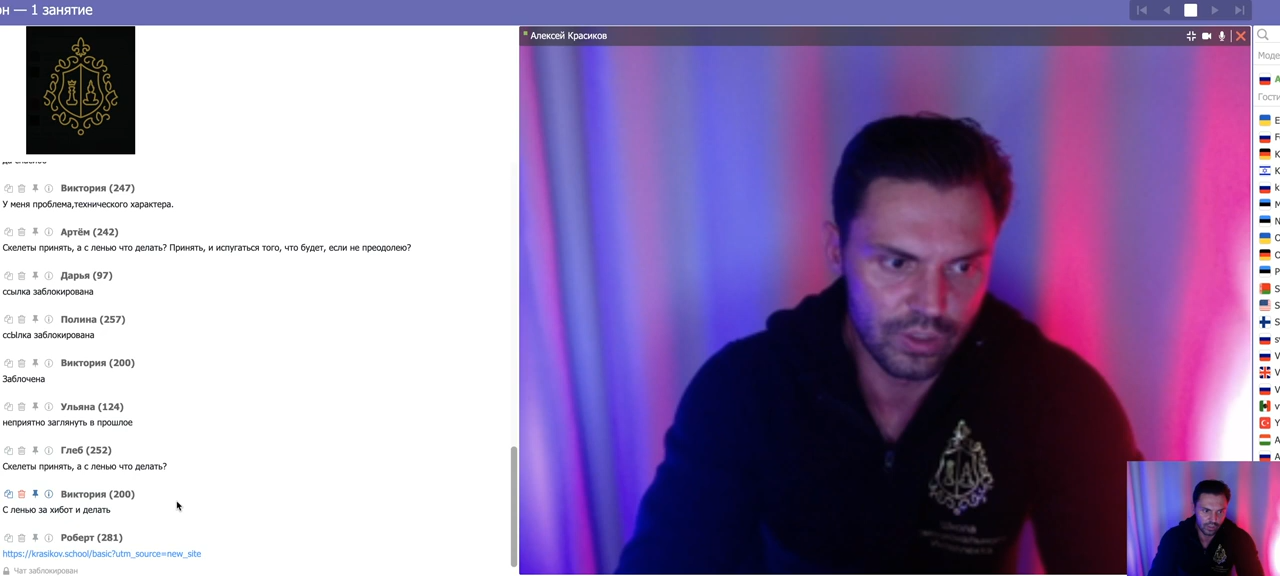 он — 1 занятие
Алексей Красиков
Виктория (247)
У меня проблема,технического характера.
Артём (242)
Скелеты принять, а с ленью что делать? Принять, и испугаться того, что будет, если не преодолею?
Дарья (97)
ссылка заблокирована
Полина (257)
ссЫлка заблокирована
Виктория (200)
Заблочена
Ульяна (124)
неприятно заглянуть в прошлое
Глеб (252)
Скелеты принять, а с ленью что делать?
Виктория (200)
С ленью за хибот и делать
Роберт (281)
https://krasikov.school/basic?utm_source=new_site
Чат заблокирован
Моде
Гости